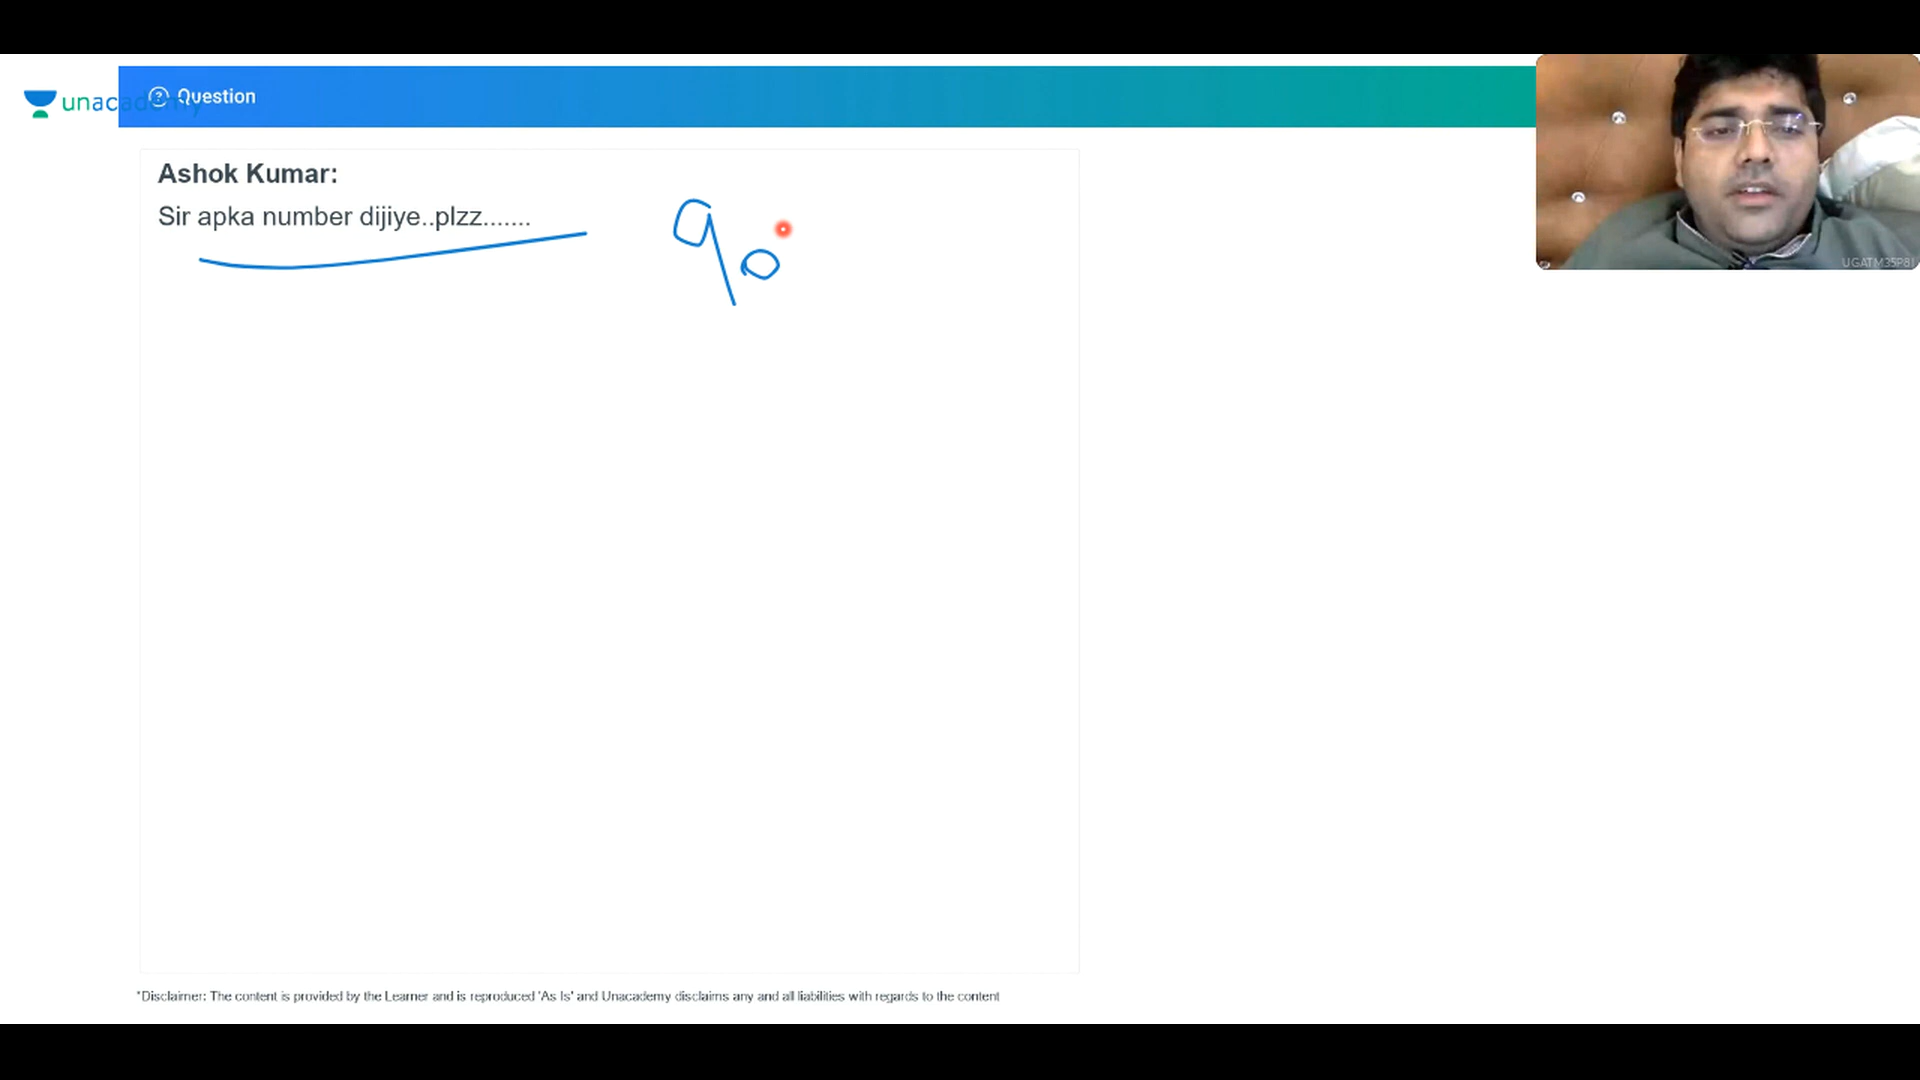 unacademy
Question
Ashok Kumar:
Sir apka number dijiye..plzz.......
90
UGATM35P81
*Disclaimer: The content is provided by the Learner and is reproduced 'As Is' and Unacademy disclaims any and all liabilities with regards to the content